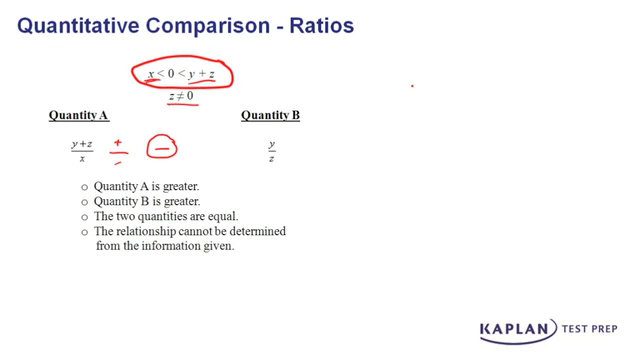 Quantitative Comparison - Ratios
x < 0 < y + z
z ≠ 0
Quantity A
Quantity B
y+z
x
+
−
−
y
z
Quantity A is greater.
Quantity B is greater.
The two quantities are equal.
The relationship cannot be determined
from the information given.
KAPLAN TEST PREP